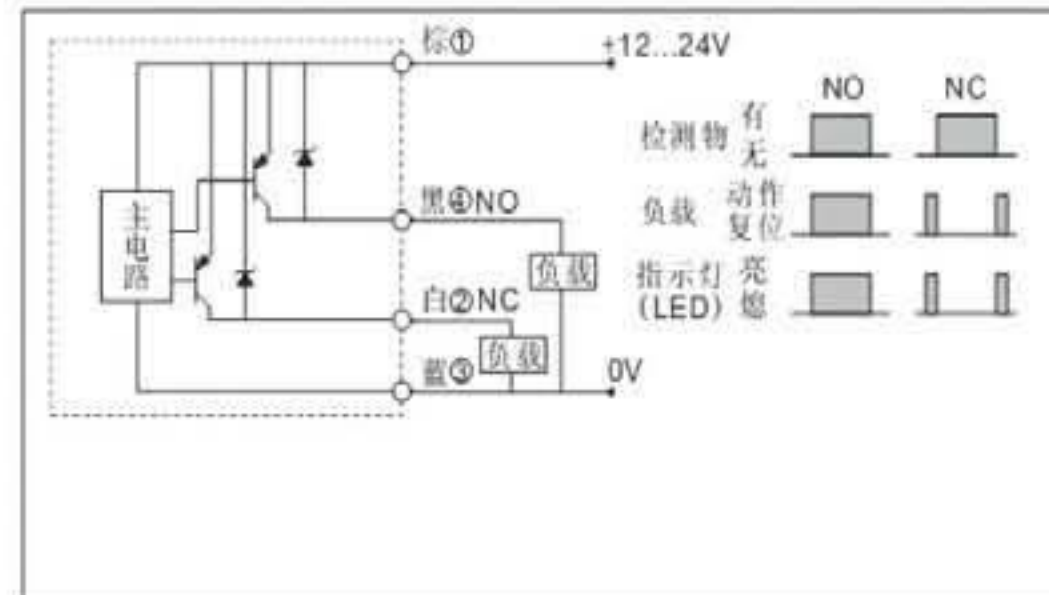 棕①
+12...24V
主电路
黑④NO
负载
白②NC
负载
蓝③
0V
NO NC
检测物 有
无
负载 动作
复位
指示灯 亮
(LED) 熄